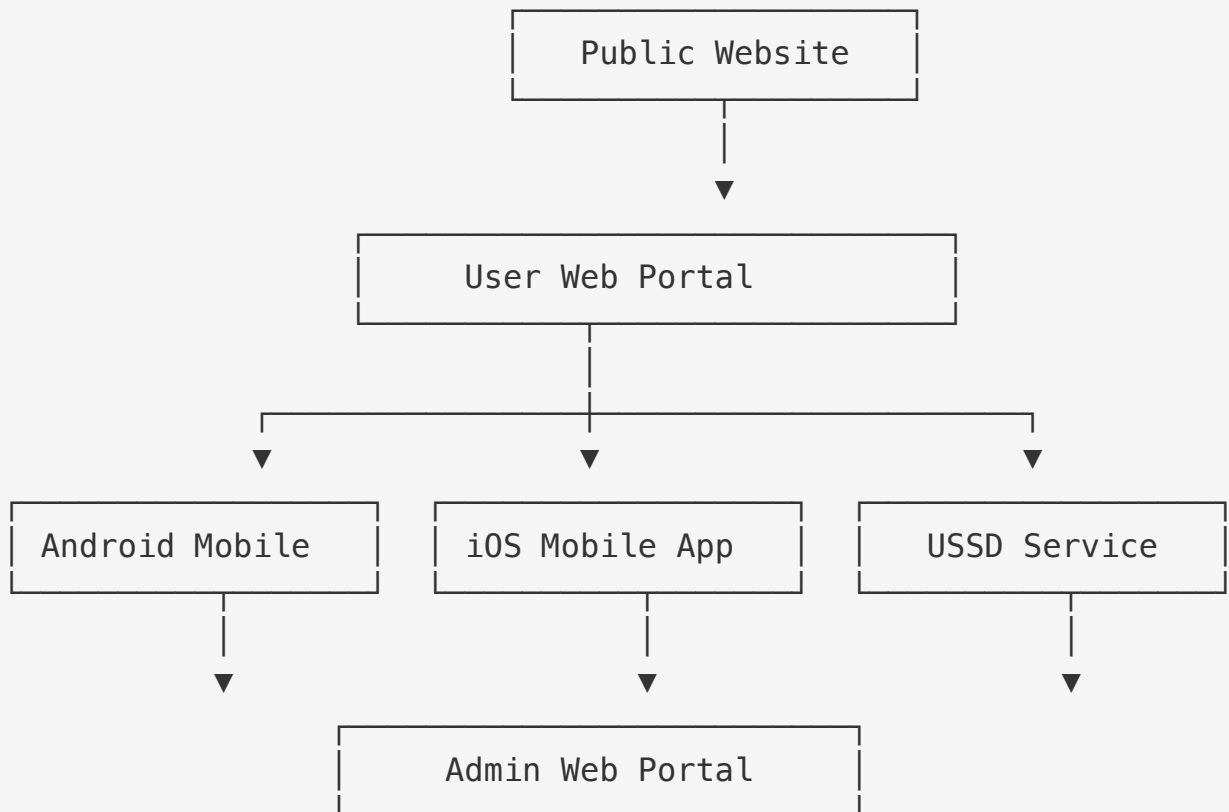 Public Website
User Web Portal
Android Mobile
iOS Mobile App
USSD Service
Admin Web Portal